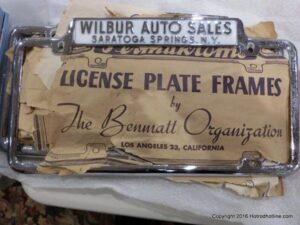 WILBUR AUTO SALES
SARATOGA SPRINGS, N.Y.
LICENSE PLATE FRAMES
by
The Benmatt Organization
LOS ANGELES 23, CALIFORNIA
Copyright 2016 Hotrodhotline.com